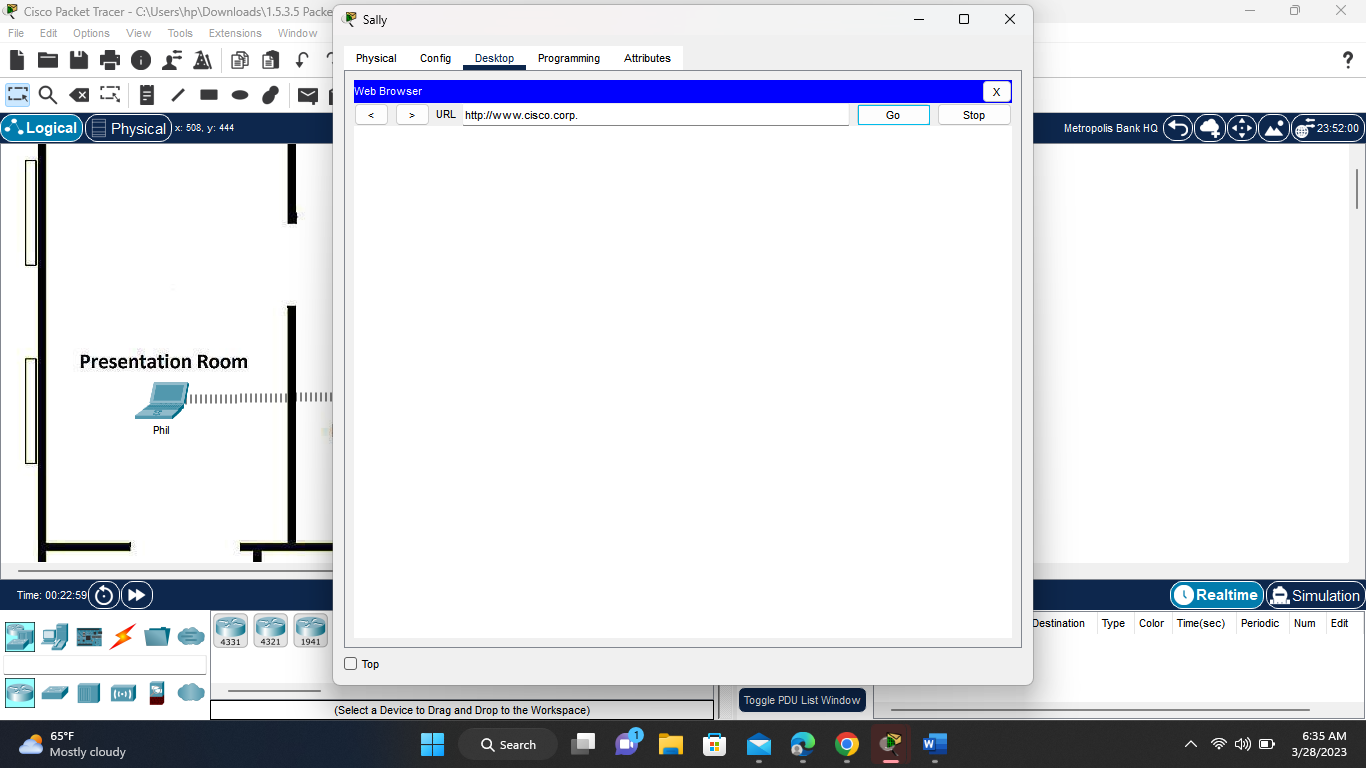 Cisco Packet Tracer - C:\Users\hp\Downloads\1.5.3.5 Packe
File Edit Options View Tools Extensions Window
Logical Physical x: 508, y: 444
Metropolis Bank HQ 23:52:00
Sally
Physical Config Desktop Programming Attributes
Web Browser X
< > URL http://www.cisco.corp. Go Stop
Top
Presentation Room
Phil
Time: 00:22:59
Realtime Simulation
4331 4321 1941
Destination Type Color Time(sec) Periodic Num Edit
Toggle PDU List Window
(Select a Device to Drag and Drop to the Workspace)
65°F
Mostly cloudy
Search
1
W
6:35 AM
3/28/2023